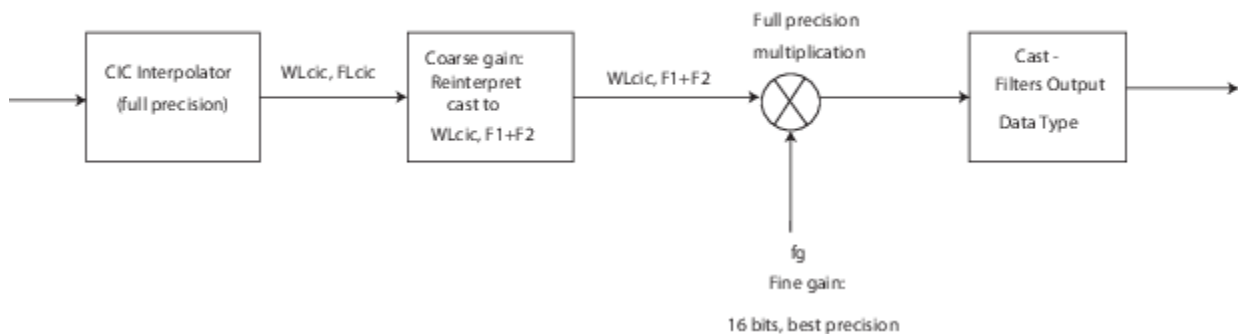 CIC Interpolator
(full precision)
WLcic, FLcic
Coarse gain:
Reinterpret
cast to
WLcic, F1+F2
WLcic, F1+F2
Full precision
multiplication
fg
Fine gain:
16 bits, best precision
Cast -
Filters Output
Data Type